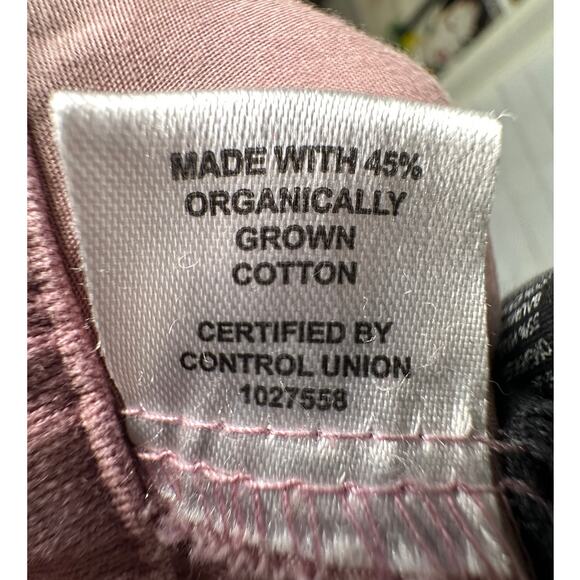 MADE WITH 45%
ORGANICALLY
GROWN
COTTON
CERTIFIED BY
CONTROL UNION
1027558